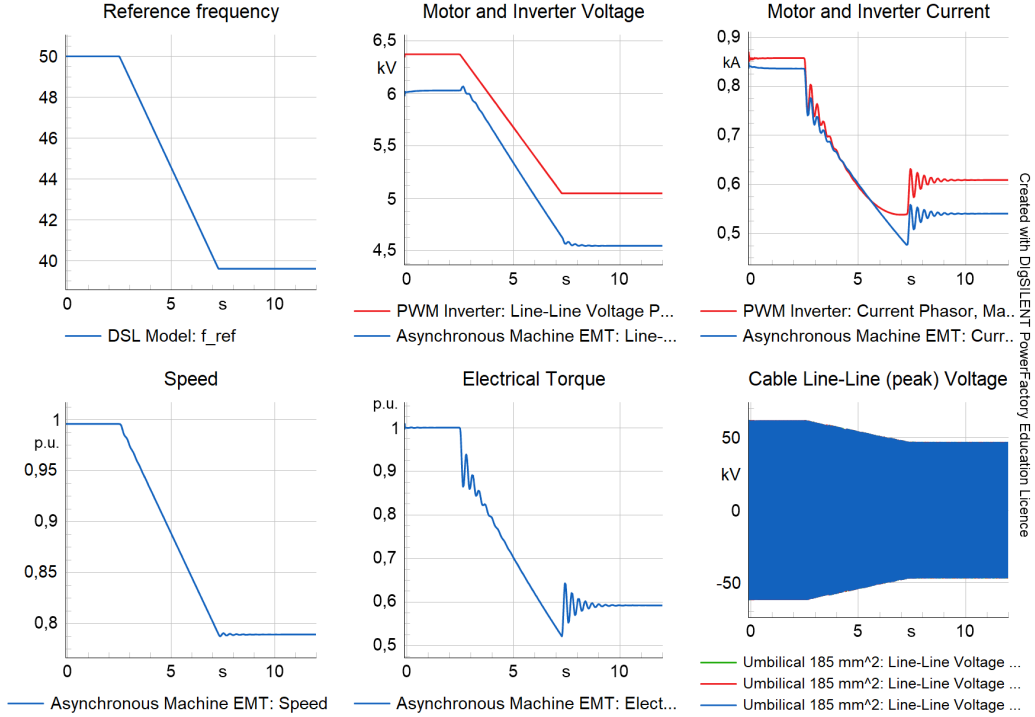 Reference frequency
50
48
46
44
42
40
0
5
s
10
DSL Model: f_ref
Motor and Inverter Voltage
6,5
kV
6
5,5
5
4,5
0
5
s
10
PWM Inverter: Line-Line Voltage P...
Asynchronous Machine EMT: Line-...
Motor and Inverter Current
0,9
kA
0,8
0,7
0,6
0,5
0
5
s
10
PWM Inverter: Current Phasor, Ma..
Asynchronous Machine EMT: Curr..
Speed
1
p.u.
0,95
0,9
0,85
0,8
0
5
s
10
Asynchronous Machine EMT: Speed
Electrical Torque
p.u.
1
0,9
0,8
0,7
0,6
0,5
0
5
s
10
Asynchronous Machine EMT: Elect...
Cable Line-Line (peak) Voltage
50
kV
0
-50
0
5
s
10
Umbilical 185 mm^2: Line-Line Voltage ...
Umbilical 185 mm^2: Line-Line Voltage ...
Umbilical 185 mm^2: Line-Line Voltage ...
Created with DIgSILENT PowerFactory Education Licence